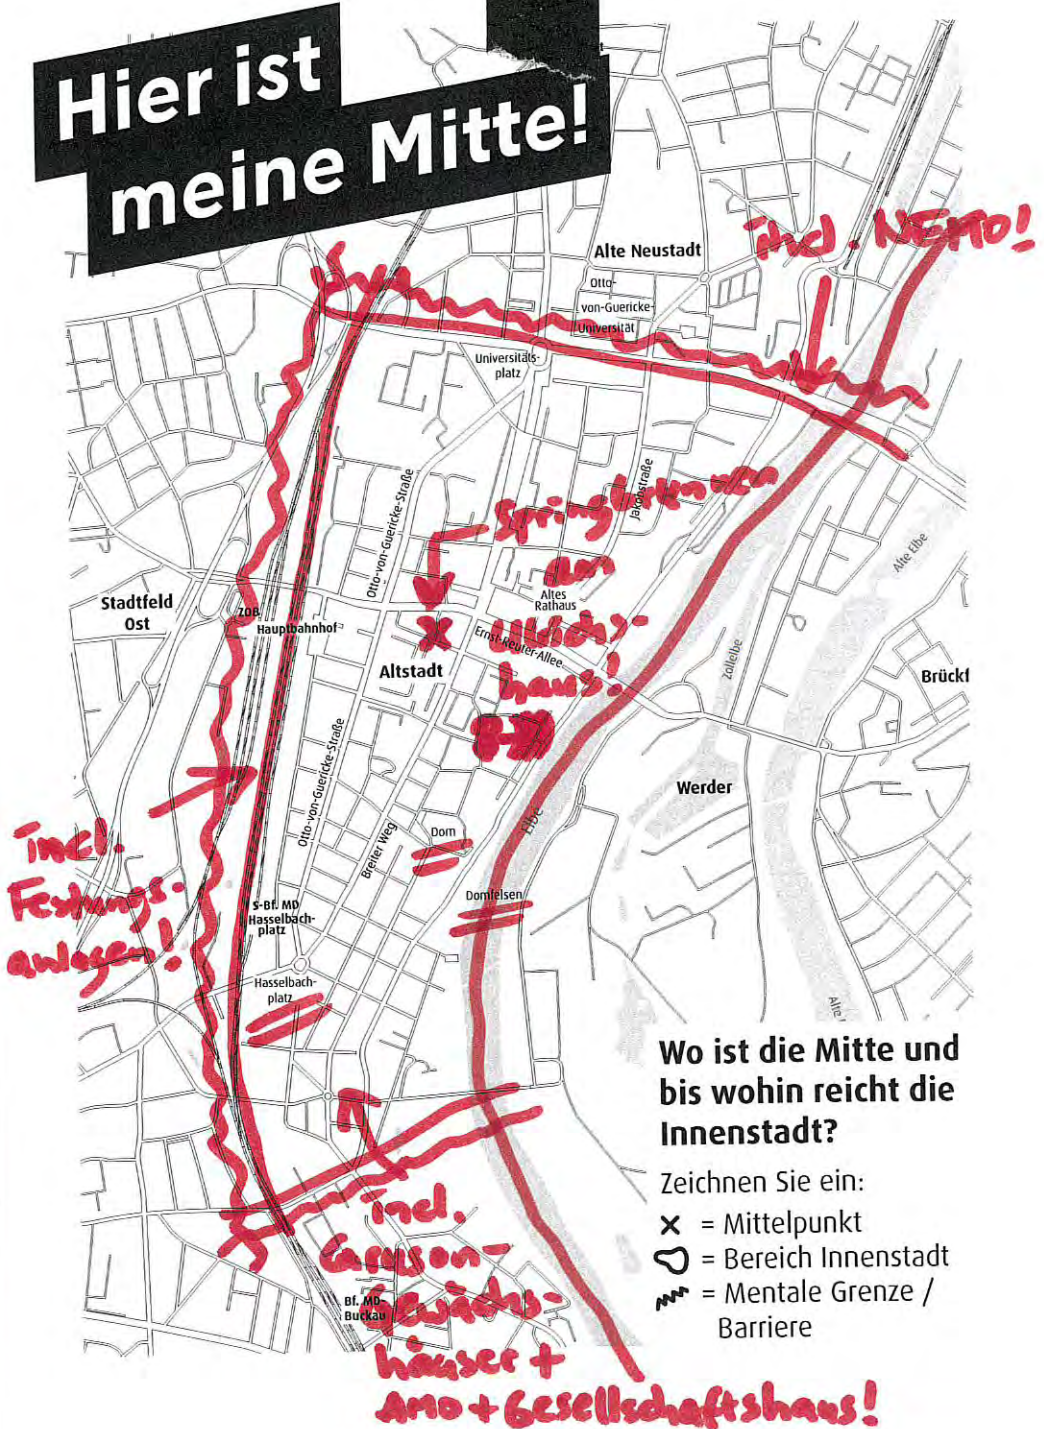 Hier ist
meine Mitte!
Alte Neustadt
incl. NEMO!
Otto-
von-Guericke-
Universität
Universitäts-
platz
Otto-von-Guericke-Straße
Jakobstraße
Springbrunnen
am
Altes
Rathaus
Ulrichs-
haus!
Stadtfeld
Ost
ZOB
Hauptbahnhof
Ernst-Reuter-Allee
Altstadt
Alte Elbe
Zollelbe
Brückf
Werder
Otto-von-Guericke-Straße
Breiter Weg
Elbe
Dom
Domfelsen
incl.
Festungs-
anlagen!
S-Bf. MD
Hasselbach-
platz
Hasselbach-
platz
Alte
Wo ist die Mitte und
bis wohin reicht die
Innenstadt?
Zeichnen Sie ein:
x = Mittelpunkt
= Bereich Innenstadt
= Mentale Grenze /
Barriere
incl.
Gruson-
Gewächs-
häuser +
AMO + Gesellschaftshaus!
Bf. MD-
Buckau